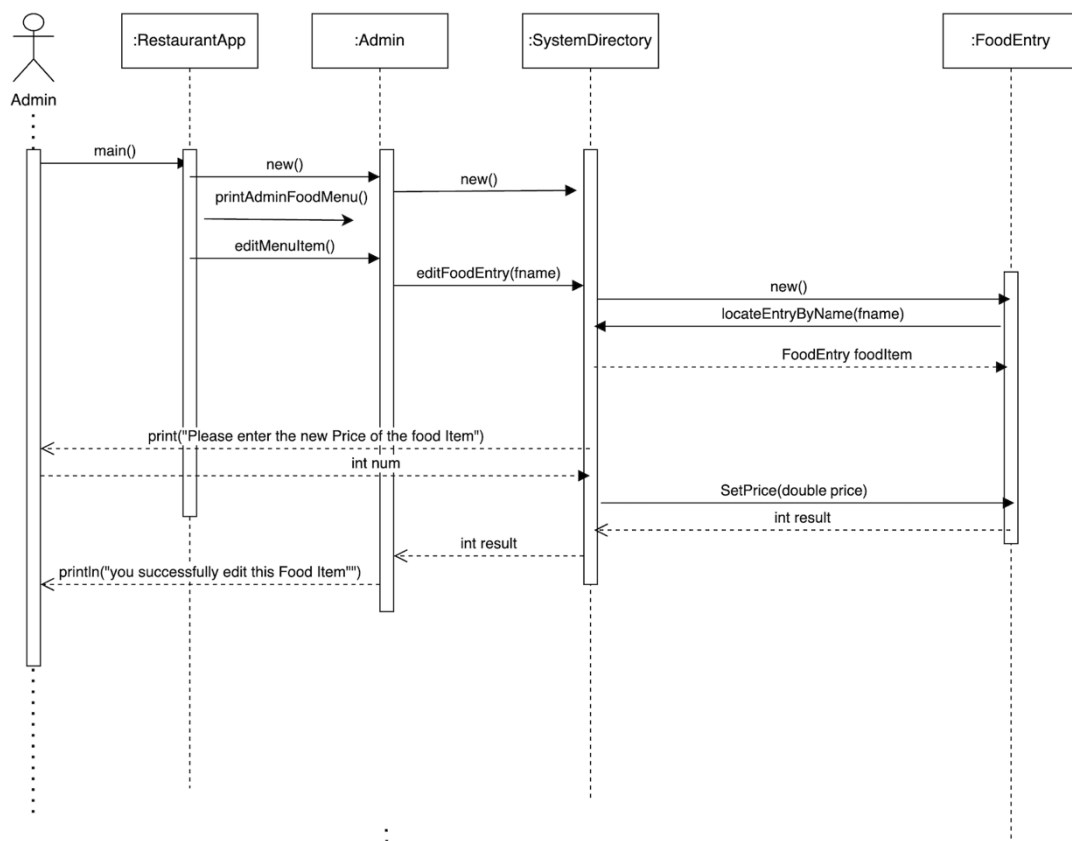 :RestaurantApp
:Admin
:SystemDirectory
:FoodEntry
Admin
main()
new()
new()
printAdminFoodMenu()
editMenuItem()
editFoodEntry(fname)
new()
locateEntryByName(fname)
FoodEntry foodItem
print("Please enter the new Price of the food Item")
int num
SetPrice(double price)
int result
int result
println("you successfully edit this Food Item"")